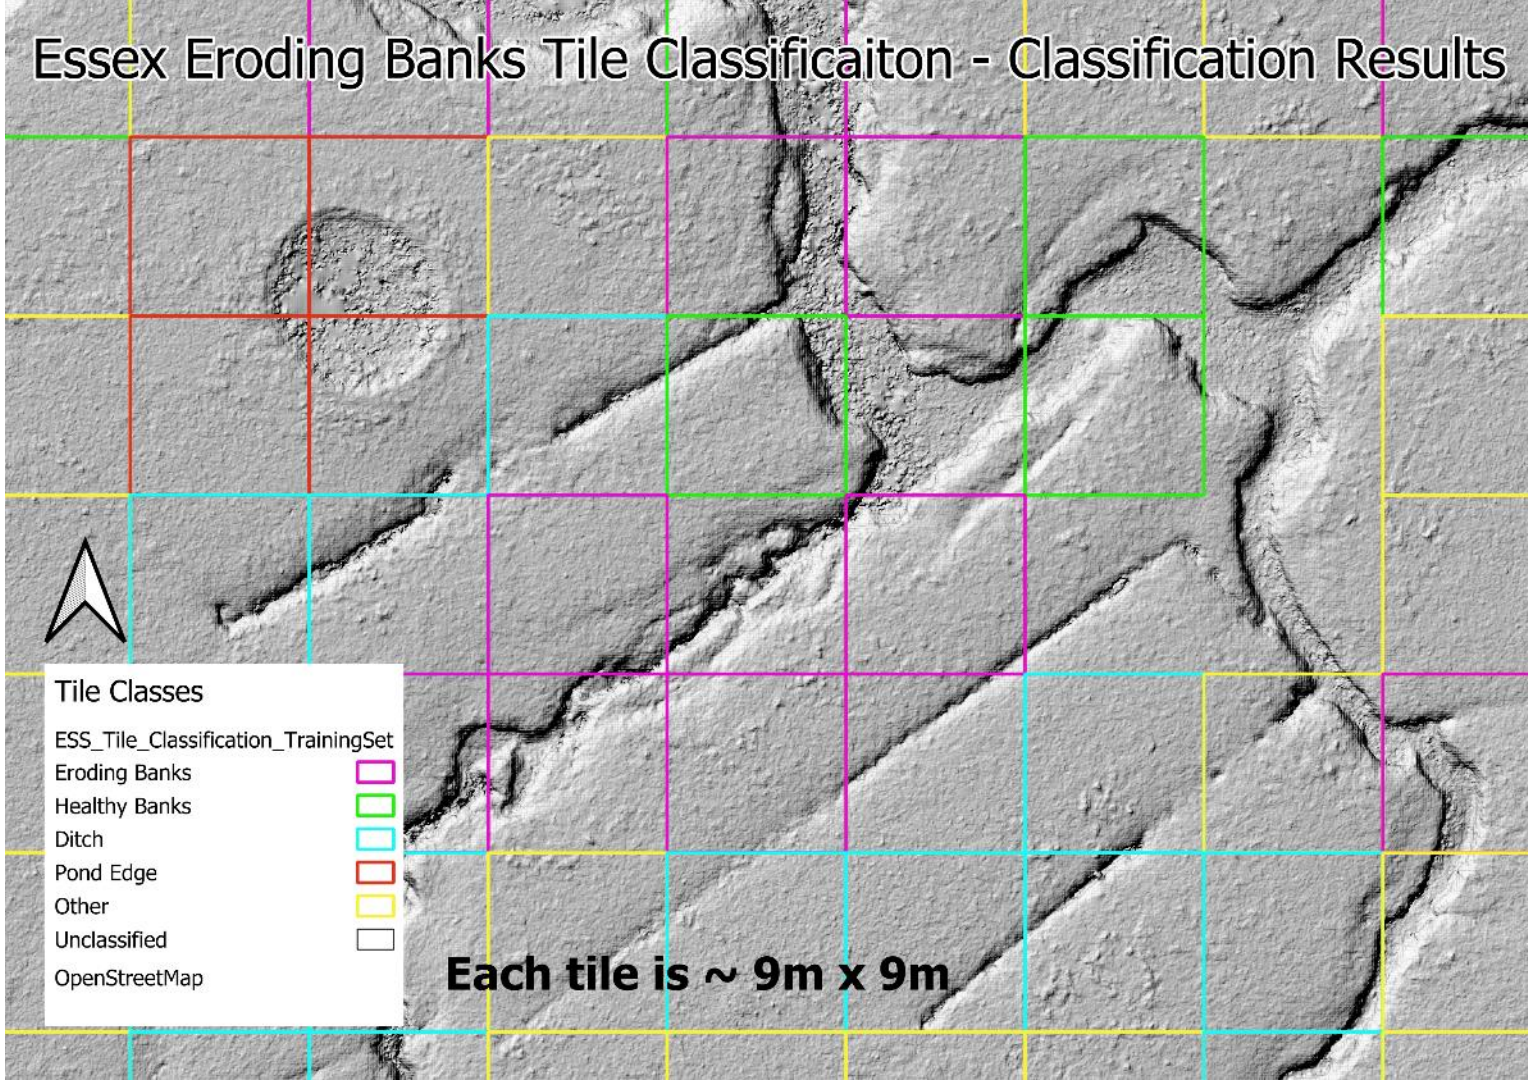 Essex Eroding Banks Tile Classificaiton - Classification Results
Tile Classes
ESS_Tile_Classification_TrainingSet
Eroding Banks
Healthy Banks
Ditch
Pond Edge
Other
Unclassified
OpenStreetMap
Each tile is ~ 9m x 9m